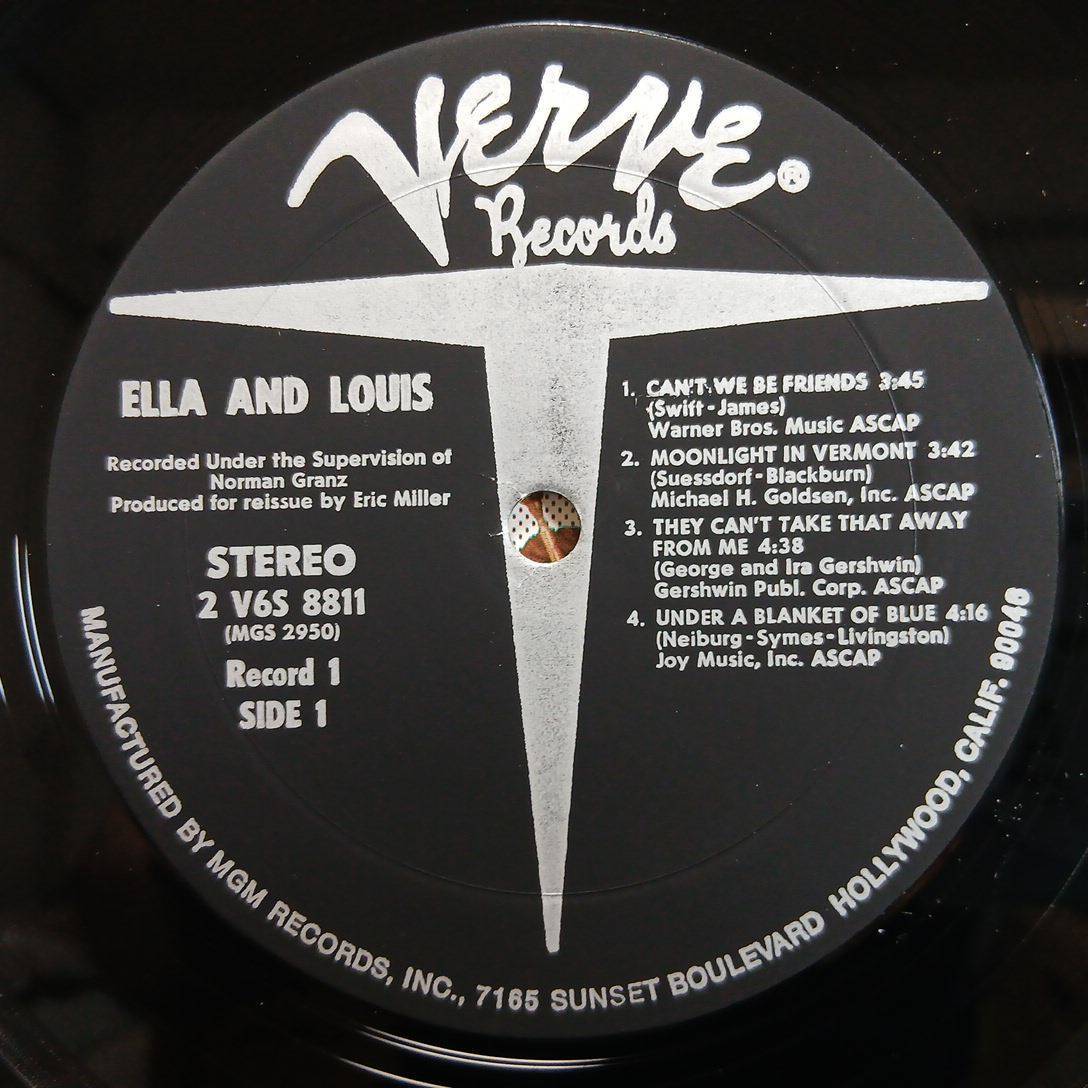 Verve®
Records
ELLA AND LOUIS
Recorded Under the Supervision of
Norman Granz
Produced for reissue by Eric Miller
STEREO
2 V6S 8811
(MGS 2950)
Record 1
SIDE 1
1. CAN'T WE BE FRIENDS 3:45
(Swift-James)
Warner Bros. Music ASCAP
2. MOONLIGHT IN VERMONT 3:42
(Suessdorf-Blackburn)
Michael H. Goldsen, Inc. ASCAP
3. THEY CAN'T TAKE THAT AWAY
FROM ME 4:38
(George and Ira Gershwin)
Gershwin Publ. Corp. ASCAP
4. UNDER A BLANKET OF BLUE 4:16
(Neiburg-Symes-Livingston)
Joy Music, Inc. ASCAP
MANUFACTURED BY MGM RECORDS, INC., 7165 SUNSET BOULEVARD HOLLYWOOD, CALIF. 90046